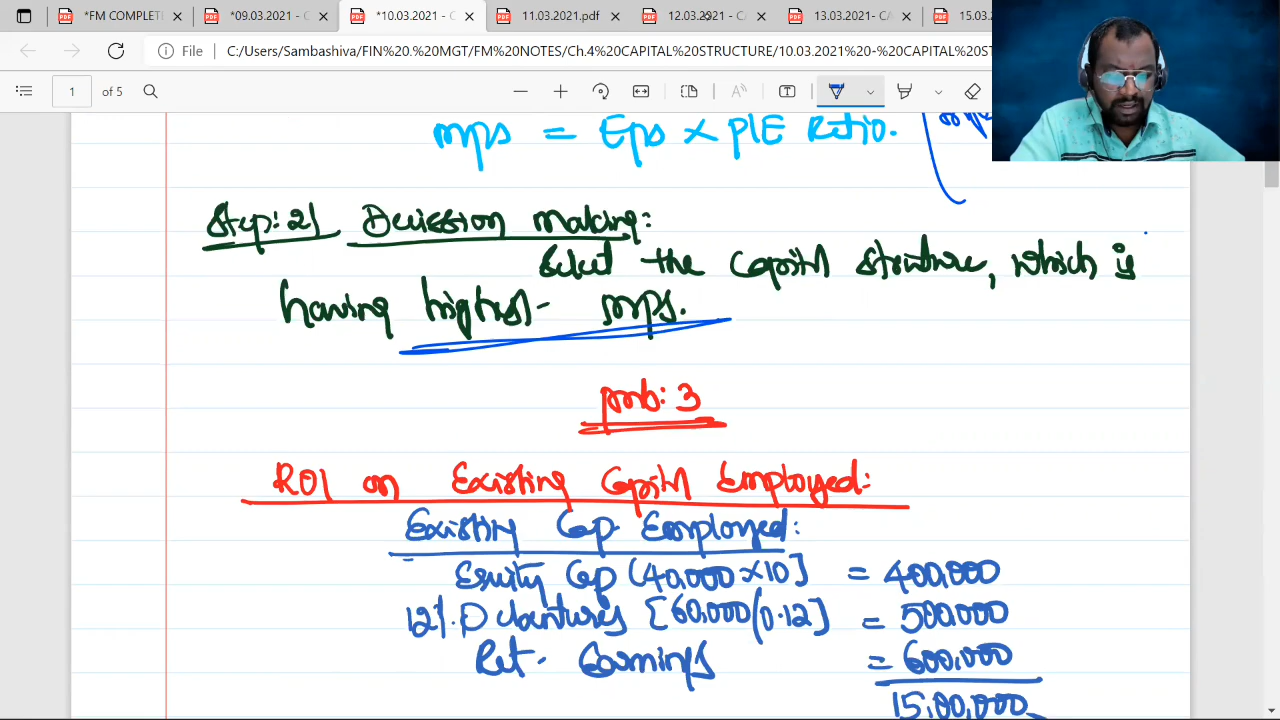 *FM COMPLETE
*09.03.2021 - C
*10.03.2021 - C
11.03.2021.pdf
12.03.2021 - CA
13.03.2021 - CA
15.03
File
C:/Users/Sambashiva/FIN%20.%20MGT/FM%20NOTES/Ch.4%20CAPITAL%20STRUCTURE/10.03.2021%20-%20CAPITAL%20ST
1 of 5
mps = Eps × P/E Ratio.
Step: 2) Decission making:
Select the Capital Structure, which is
having highest mps.
prob: 3
ROI on Existing Capital Employed:
Existing Cap Employed:
Equity Cap (40,000 × 10] = 400,000
12%.Debentures [60,000/0.12] = 500,000
Ret. Earnings = 600,000
15,00,000